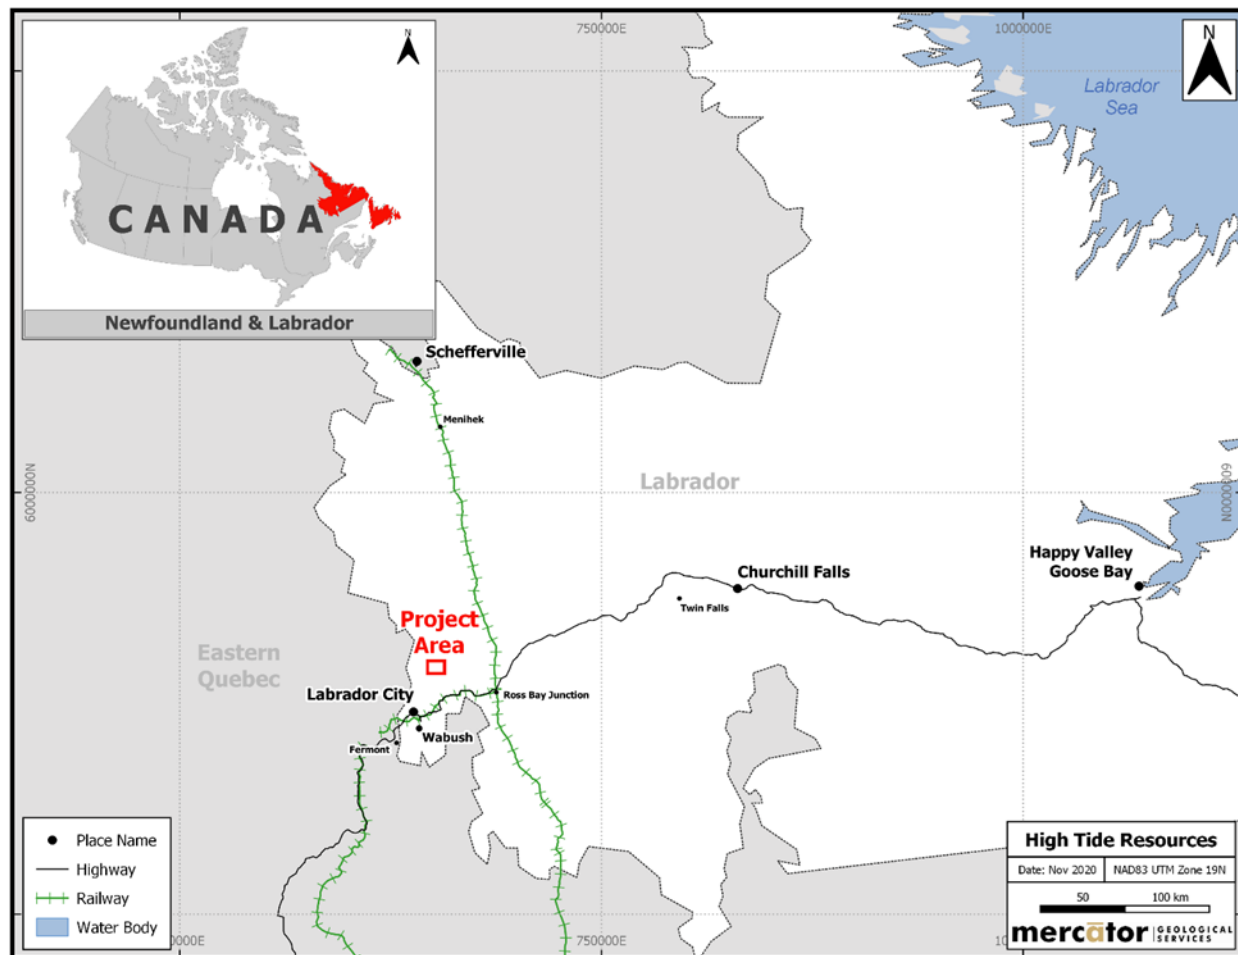 750000E
1000000E
N
N
Labrador
Sea
CANADA
Newfoundland & Labrador
Schefferville
Menihek
6000000N
Labrador
6000000N
Happy Valley
Goose Bay
Churchill Falls
Twin Falls
Project
Area
Eastern
Quebec
Labrador City
Ross Bay Junction
Wabush
Fermont
Place Name
Highway
Railway
Water Body
High Tide Resources
Date: Nov 2020
NAD83 UTM Zone 19N
50
100 km
mercātor
GEOLOGICAL
SERVICES
750000E